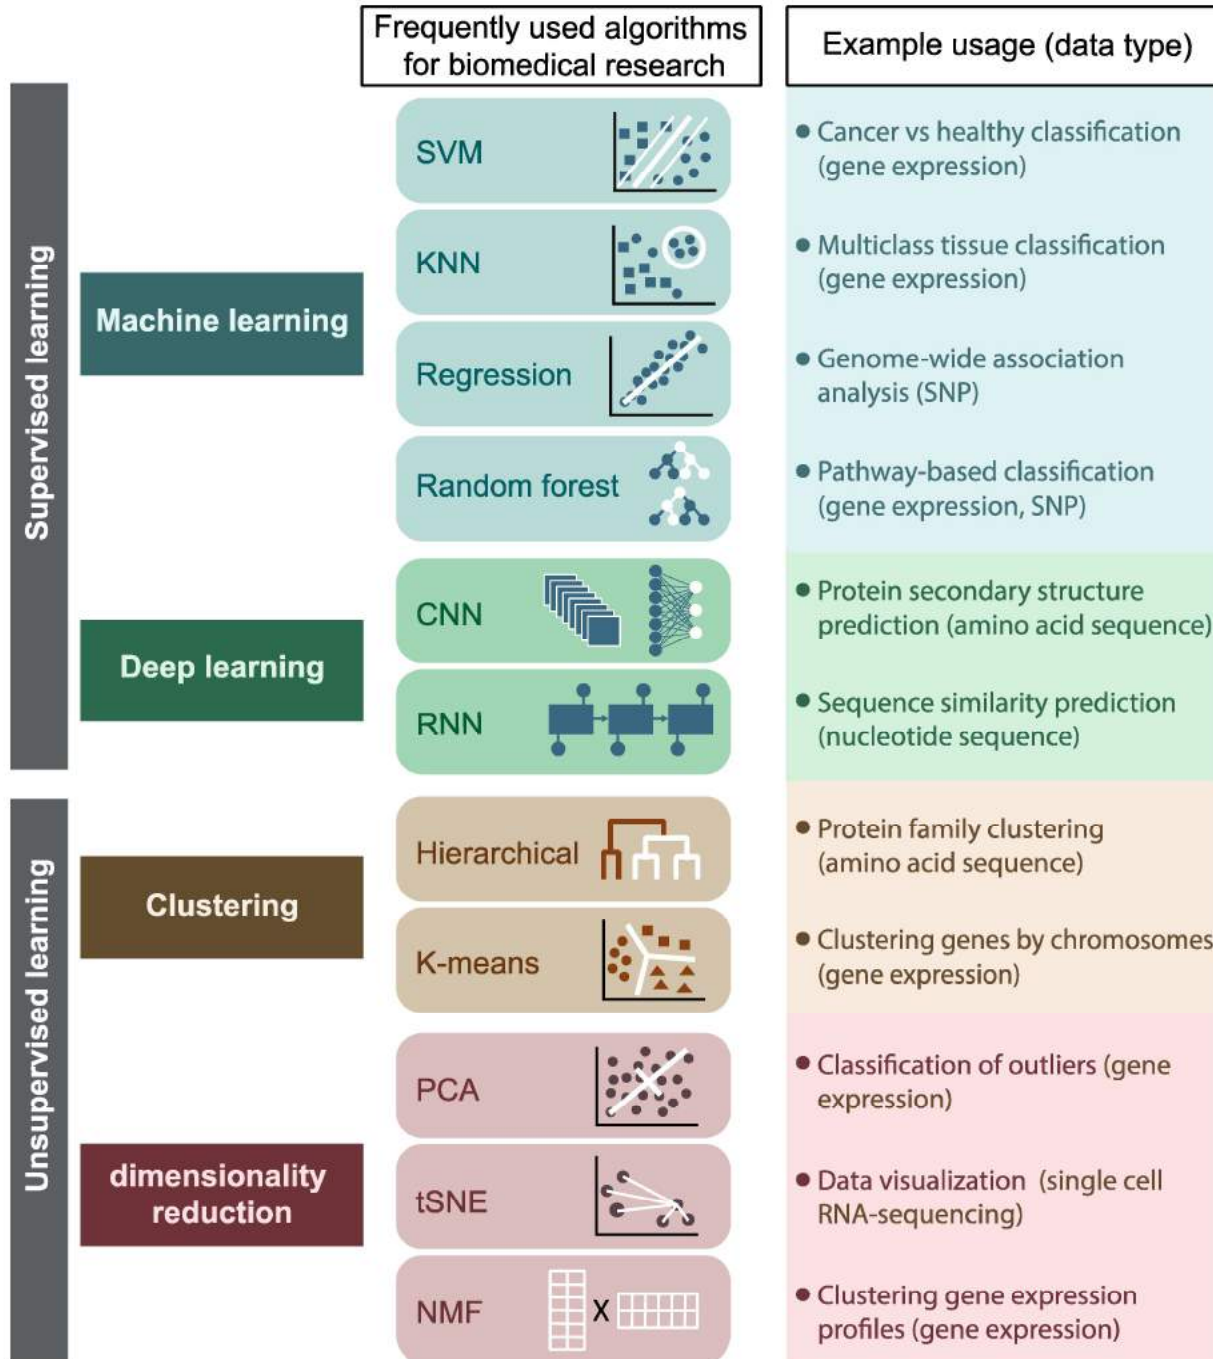 Frequently used algorithms
for biomedical research
Example usage (data type)
Supervised learning
Machine learning
SVM
• Cancer vs healthy classification
(gene expression)
KNN
• Multiclass tissue classification
(gene expression)
Regression
• Genome-wide association
analysis (SNP)
Random forest
• Pathway-based classification
(gene expression, SNP)
Deep learning
CNN
• Protein secondary structure
prediction (amino acid sequence)
RNN
• Sequence similarity prediction
(nucleotide sequence)
Unsupervised learning
Clustering
Hierarchical
• Protein family clustering
(amino acid sequence)
K-means
• Clustering genes by chromosomes
(gene expression)
dimensionality
reduction
PCA
• Classification of outliers (gene
expression)
tSNE
• Data visualization (single cell
RNA-sequencing)
NMF
X
• Clustering gene expression
profiles (gene expression)